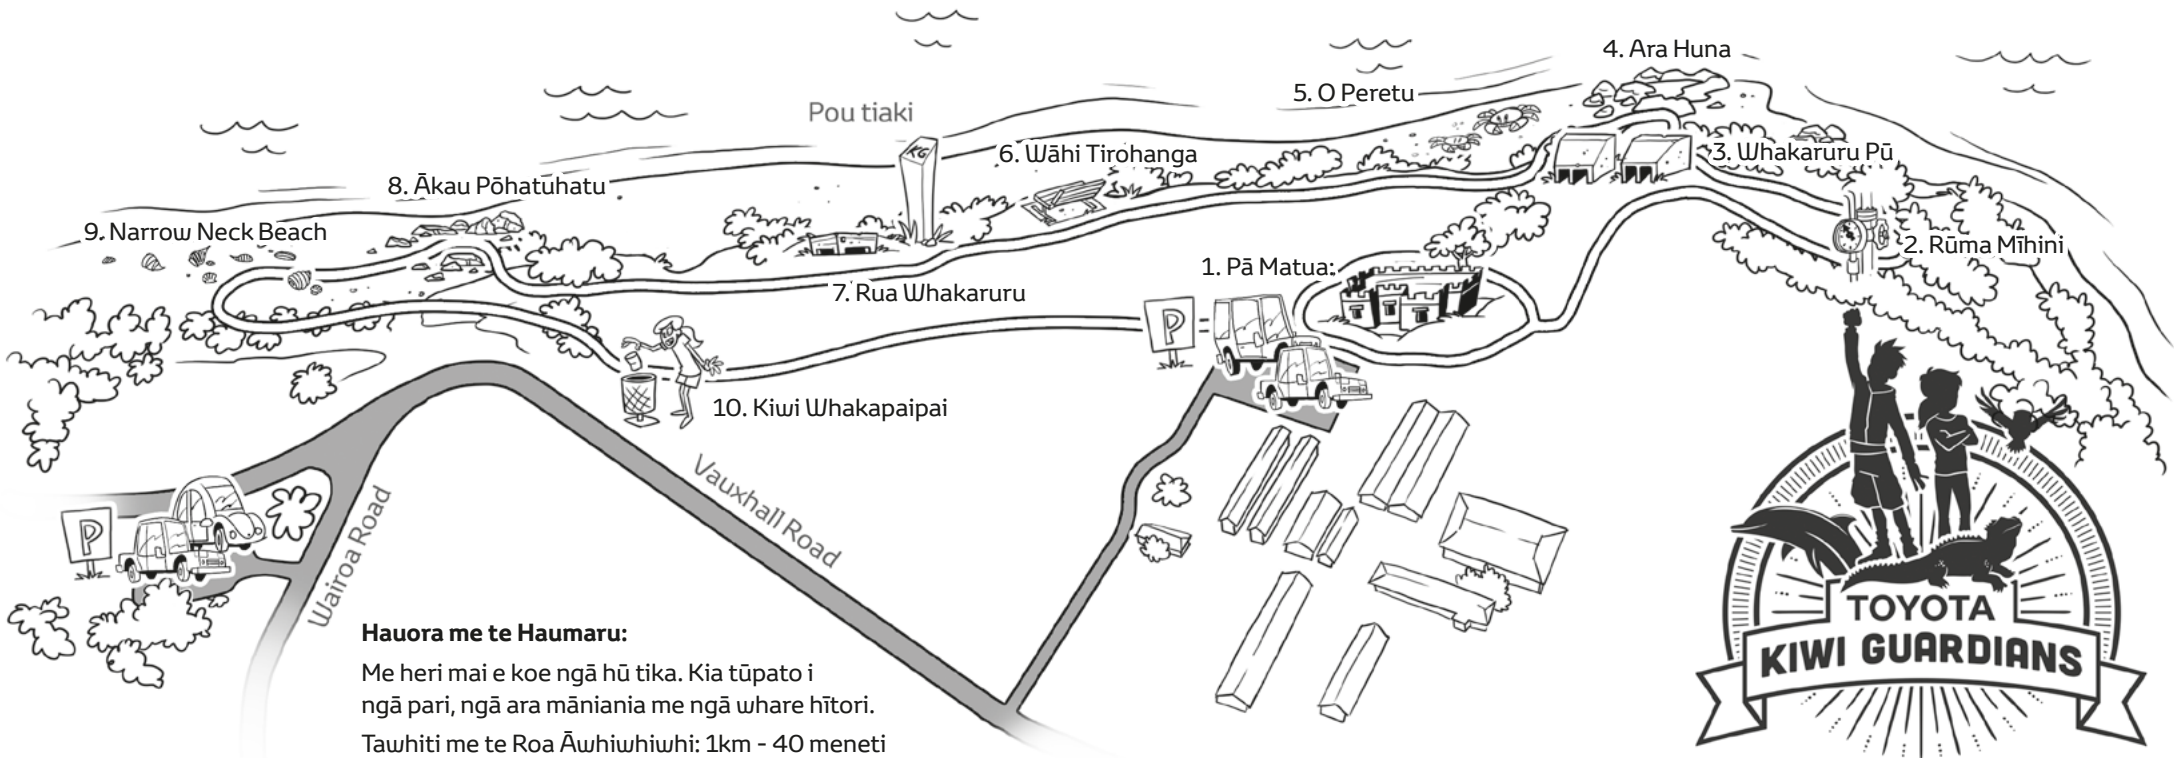 4. Ara Huna
5. O Peretu
Pou tiaki
KG
6. Wāhi Tirohanga
3. Whakaruru Pū
8. Ākau Pōhatuhatu
9. Narrow Neck Beach
2. Rūma Mīhini
1. Pā Matua:
7. Rua Whakaruru
P
10. Kiwi Whakapaipai
Vauxhall Road
Wairoa Road
P
Hauora me te Haumaru:
Me heri mai e koe ngā hū tika. Kia tūpato i
ngā pari, ngā ara māniania me ngā whare hītori.
Tawhiti me te Roa Āwhiwhiwhi: 1km - 40 meneti
TOYOTA
KIWI GUARDIANS